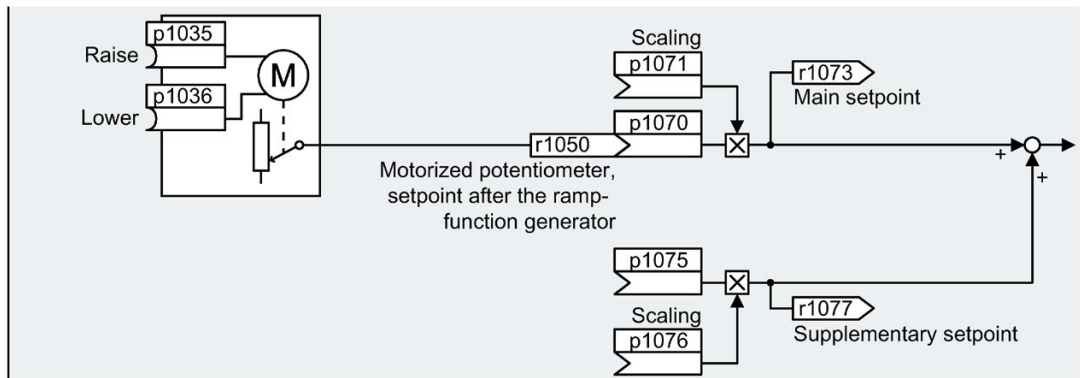 p1035
Raise
M
p1036
Lower
Scaling
p1071
r1073
Main setpoint
p1070
r1050
+
+
Motorized potentiometer,
setpoint after the ramp-
function generator
p1075
r1077
Supplementary setpoint
Scaling
p1076